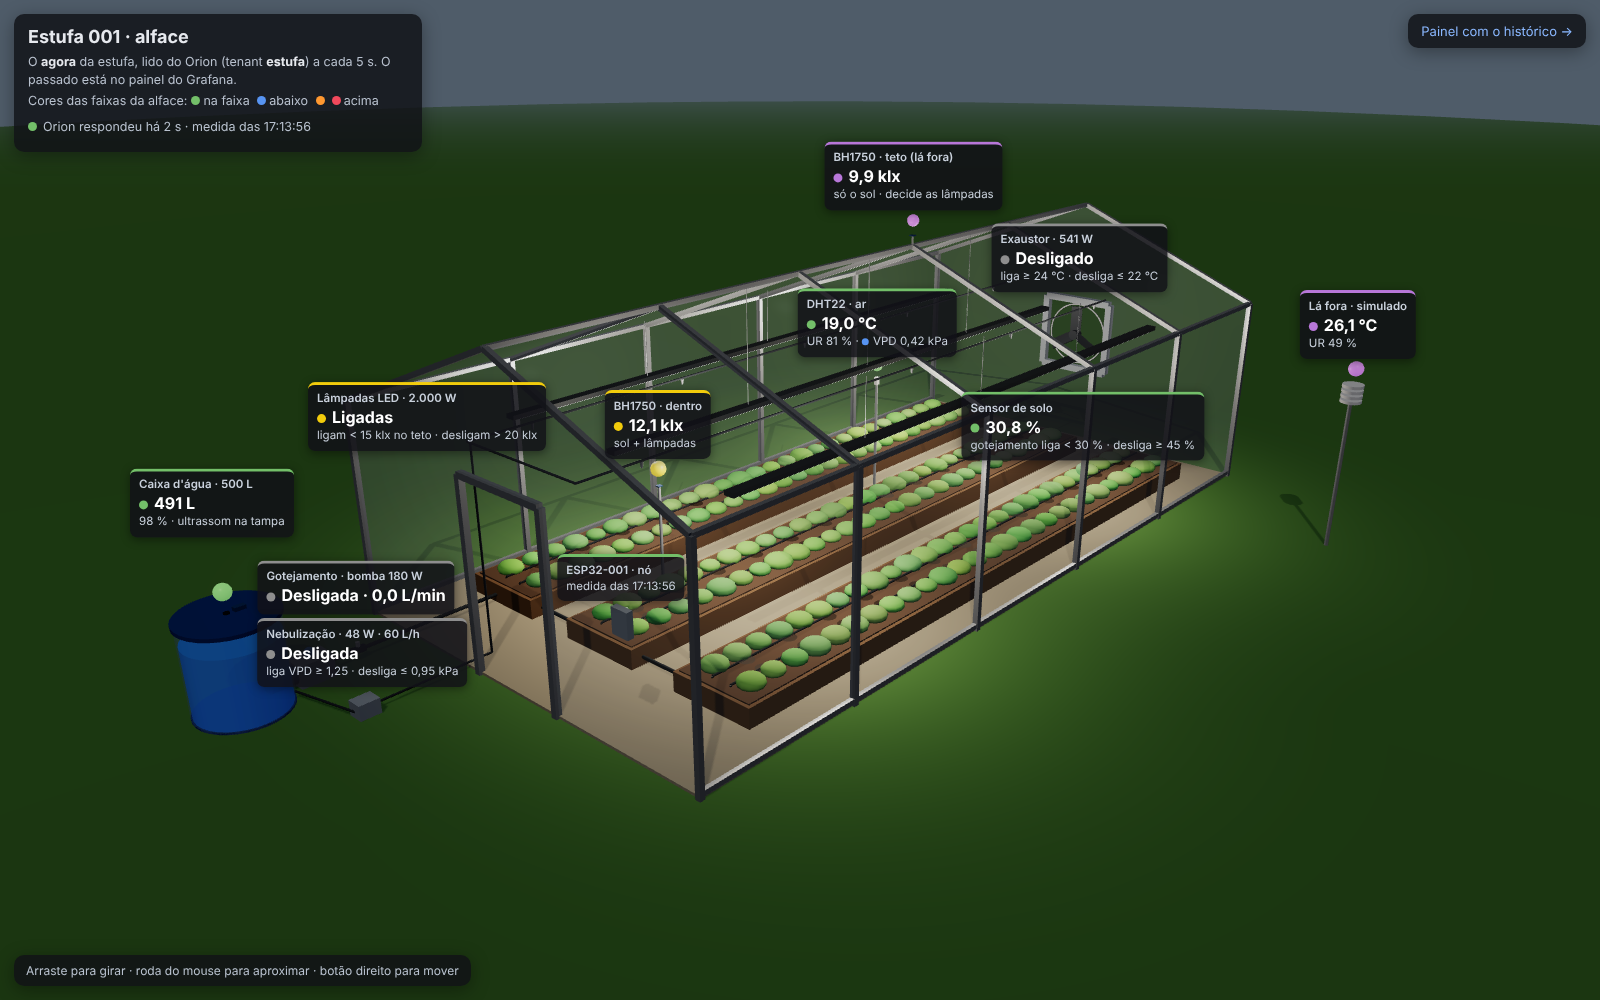 Estufa 001 · alface
O agora da estufa, lido do Orion (tenant estufa) a cada 5 s. O
passado está no painel do Grafana.
Cores das faixas da alface: na faixa abaixo acima
Orion respondeu há 2 s · medida das 17:13:56
Painel com o histórico →
BH1750 · teto (lá fora)
9,9 klx
só o sol · decide as lâmpadas
Exaustor · 541 W
Desligado
liga ≥ 24 °C · desliga ≤ 22 °C
DHT22 · ar
19,0 °C
UR 81 % · VPD 0,42 kPa
Lá fora · simulado
26,1 °C
UR 49 %
Lâmpadas LED · 2.000 W
Ligadas
ligam < 15 klx no teto · desligam > 20 klx
BH1750 · dentro
12,1 klx
sol + lâmpadas
Sensor de solo
30,8 %
gotejamento liga < 30 % · desliga ≥ 45 %
Caixa d'água · 500 L
491 L
98 % · ultrassom na tampa
ESP32-001 · nó
medida das 17:13:56
Gotejamento · bomba 180 W
Desligada · 0,0 L/min
Nebulização · 48 W · 60 L/h
Desligada
liga VPD ≥ 1,25 · desliga ≤ 0,95 kPa
Arraste para girar · roda do mouse para aproximar · botão direito para mover